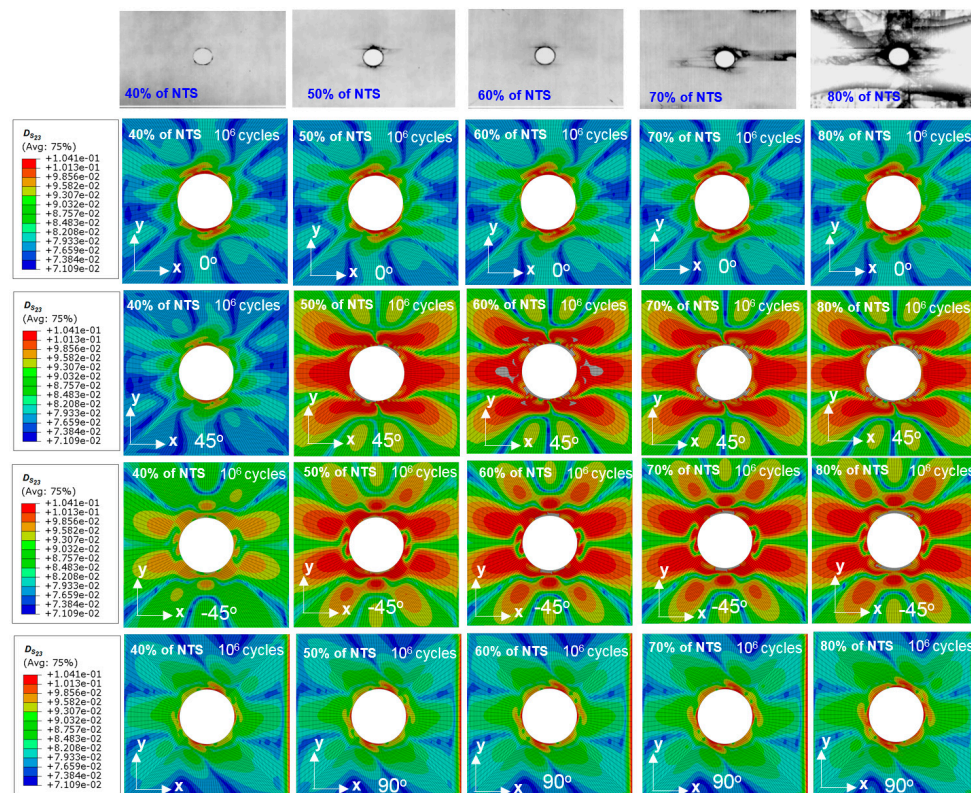 40% of NTS
50% of NTS
60% of NTS
70% of NTS
80% of NTS
D_S23
(Avg: 75%)
+1.041e-01
+1.013e-01
+9.856e-02
+9.582e-02
+9.307e-02
+9.032e-02
+8.757e-02
+8.483e-02
+8.208e-02
+7.933e-02
+7.659e-02
+7.384e-02
+7.109e-02
40% of NTS 10⁶ cycles
y
x 0°
50% of NTS 10⁶ cycles
y
x 0°
60% of NTS 10⁶ cycles
y
x 0°
70% of NTS 10⁶ cycles
y
x 0°
80% of NTS 10⁶ cycles
y
x 0°
D_S23
(Avg: 75%)
+1.041e-01
+1.013e-01
+9.856e-02
+9.582e-02
+9.307e-02
+9.032e-02
+8.757e-02
+8.483e-02
+8.208e-02
+7.933e-02
+7.659e-02
+7.384e-02
+7.109e-02
40% of NTS 10⁶ cycles
y
x 45°
50% of NTS 10⁶ cycles
y
x 45°
60% of NTS 10⁶ cycles
y
x 45°
70% of NTS 10⁶ cycles
y
x 45°
80% of NTS 10⁶ cycles
y
x 45°
D_S23
(Avg: 75%)
+1.041e-01
+1.013e-01
+9.856e-02
+9.582e-02
+9.307e-02
+9.032e-02
+8.757e-02
+8.483e-02
+8.208e-02
+7.933e-02
+7.659e-02
+7.384e-02
+7.109e-02
40% of NTS 10⁶ cycles
y
x -45°
50% of NTS 10⁶ cycles
y
x -45°
60% of NTS 10⁶ cycles
y
x -45°
70% of NTS 10⁶ cycles
y
x -45°
80% of NTS 10⁶ cycles
y
x -45°
D_S23
(Avg: 75%)
+1.041e-01
+1.013e-01
+9.856e-02
+9.582e-02
+9.307e-02
+9.032e-02
+8.757e-02
+8.483e-02
+8.208e-02
+7.933e-02
+7.659e-02
+7.384e-02
+7.109e-02
40% of NTS 10⁶ cycles
y
x 90°
50% of NTS 10⁶ cycles
y
x 90°
60% of NTS 10⁶ cycles
y
x 90°
70% of NTS 10⁶ cycles
y
x 90°
80% of NTS 10⁶ cycles
y
x 90°